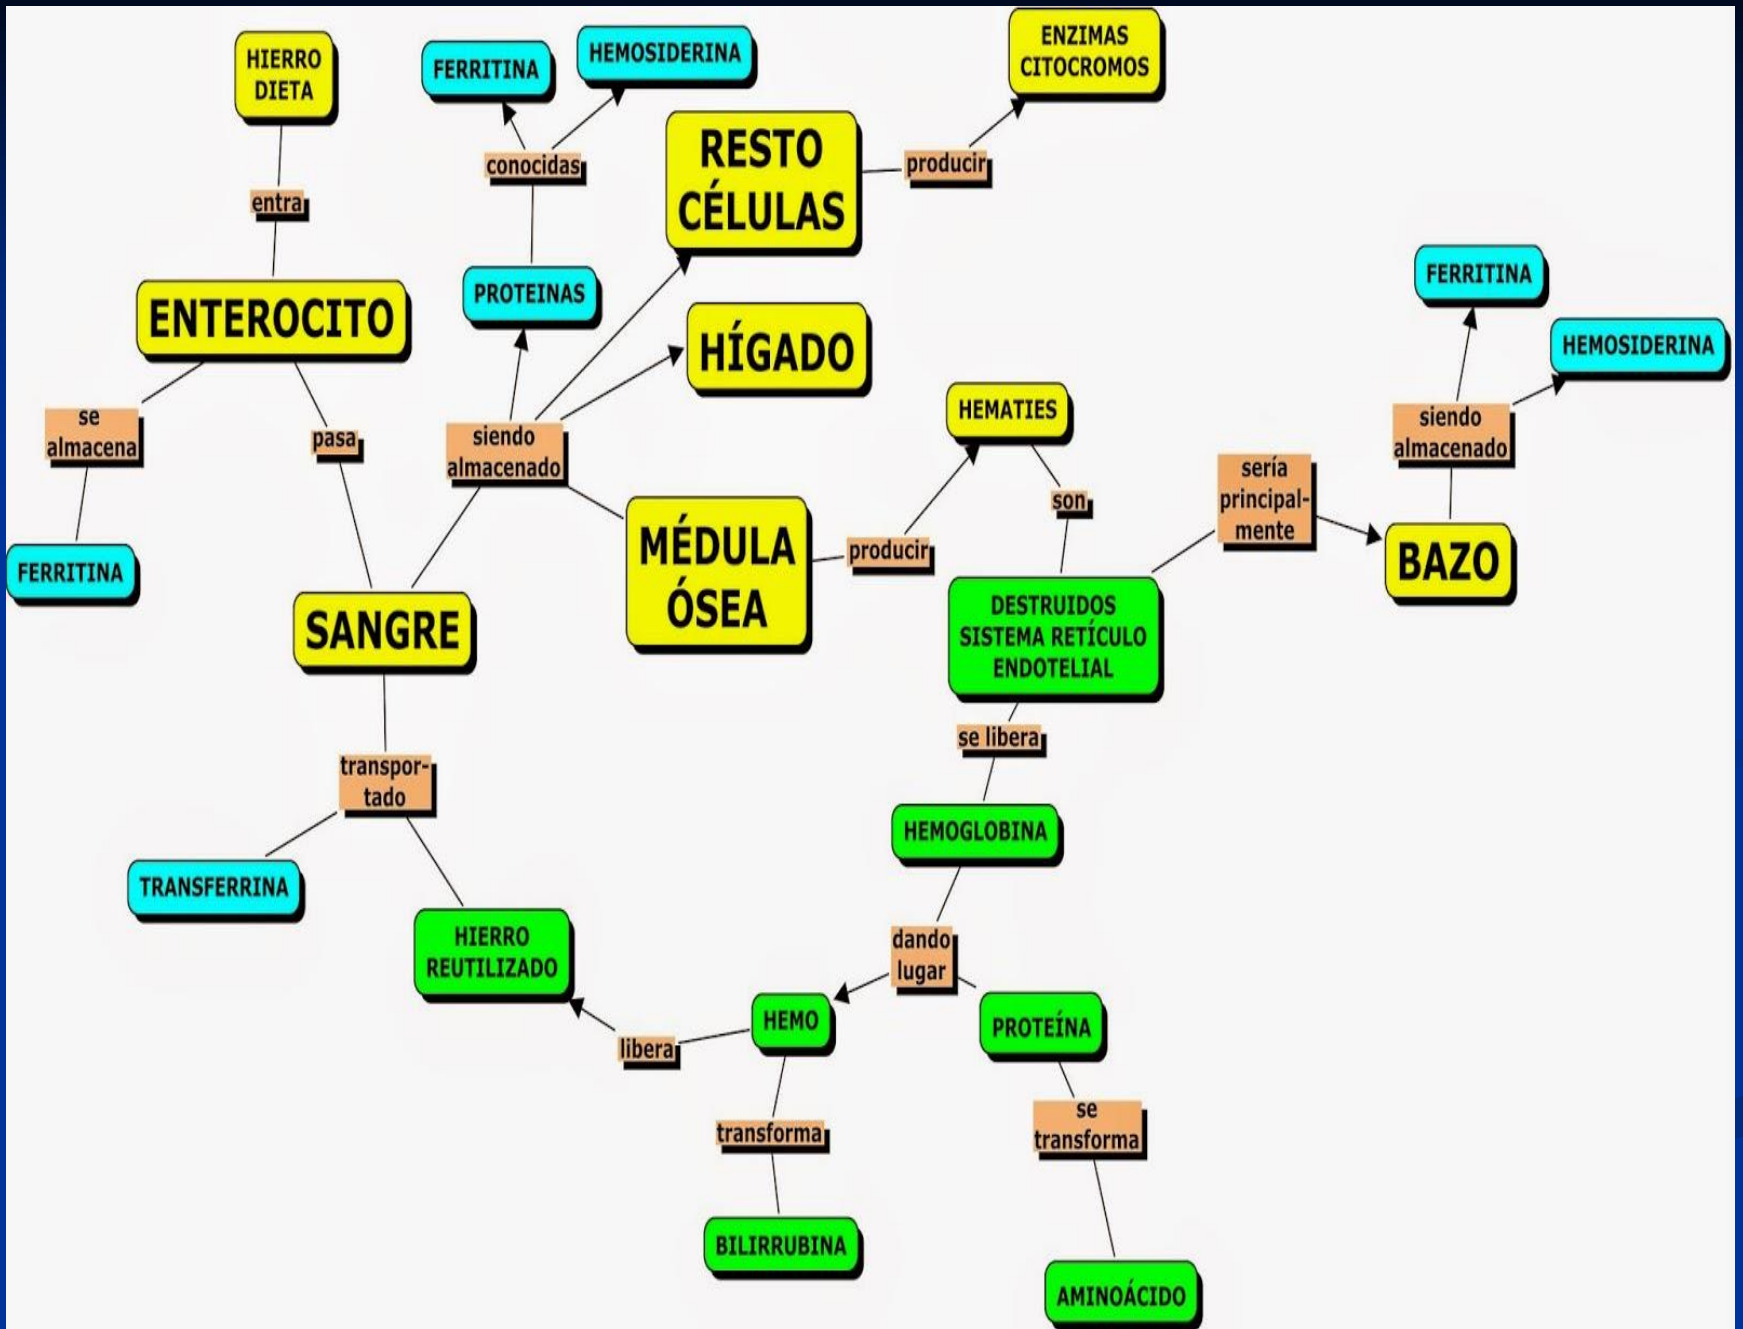 HIERRO
DIETA
FERRITINA
HEMOSIDERINA
ENZIMAS
CITOCROMOS
conocidas
RESTO
CÉLULAS
producir
entra
PROTEINAS
ENTEROCITO
HÍGADO
FERRITINA
HEMOSIDERINA
se
almacena
pasa
siendo
almacenado
HEMATIES
siendo
almacenado
sería
principal-
mente
son
FERRITINA
MÉDULA
ÓSEA
producir
BAZO
SANGRE
DESTRUIDOS
SISTEMA RETÍCULO
ENDOTELIAL
se libera
transpor-
tado
HEMOGLOBINA
TRANSFERRINA
HIERRO
REUTILIZADO
dando
lugar
HEMO
PROTEÍNA
libera
transforma
se
transforma
BILIRRUBINA
AMINOÁCIDO